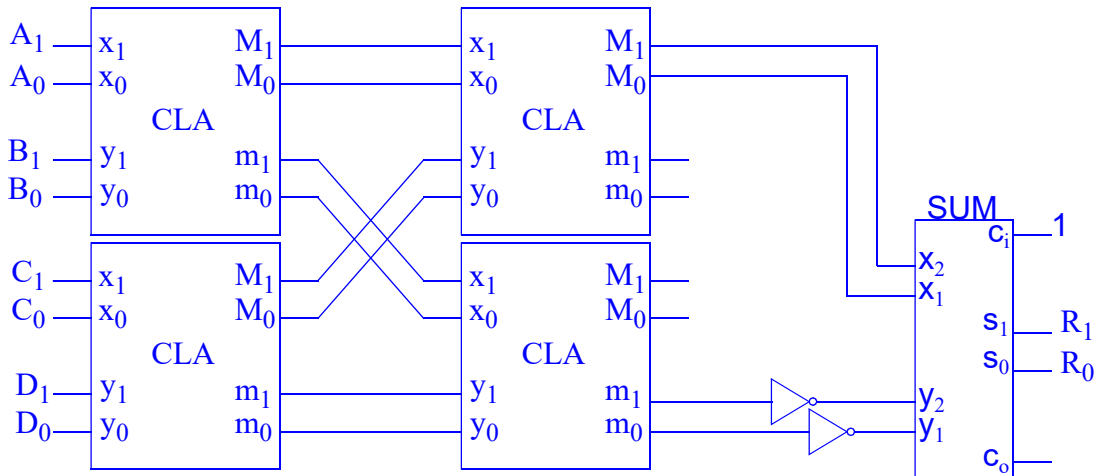 A1 x1 M1 x1 M1
A0 x0 M0 x0 M0
CLA CLA
B1 y1 m1 y1 m1
B0 y0 m0 y0 m0
SUM
ci 1
C1 x1 M1 x1 M1 x2
C0 x0 M0 x0 M0 x1
s1 R1
CLA CLA s0 R0
D1 y1 m1 y1 m1 y2
D0 y0 m0 y0 m0 y1
co